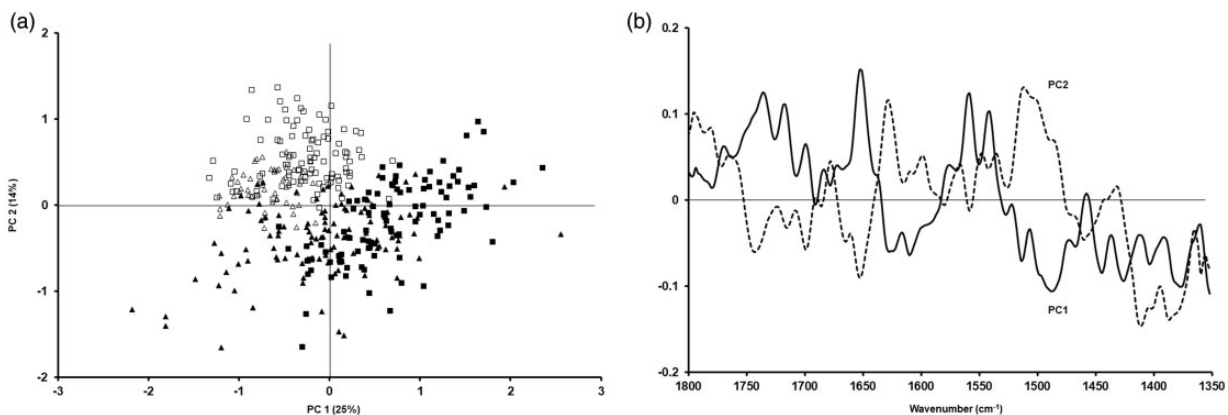 (a)
2
1
0
-1
-2
-3 -2 -1 0 1 2 3
PC 2 (14%)
PC 1 (25%)
(b)
0.2
0.1
0
-0.1
-0.2
1800 1750 1700 1650 1600 1550 1500 1450 1400 1350
PC2
PC1
Wavenumber (cm-1)